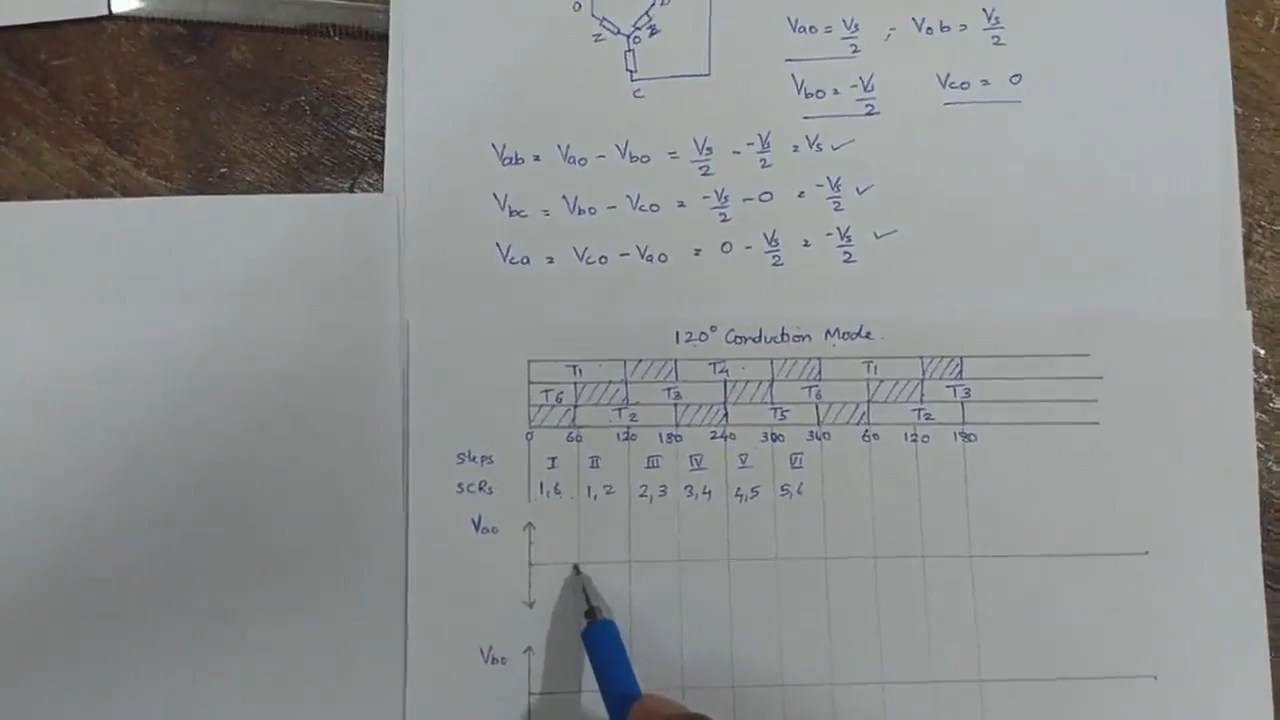 a
b
Z
Z
O
C
Vao = Vs/2 ; Vob = Vs/2
Vbo = -Vs/2 Vco = 0
Vab = Vao - Vbo = Vs/2 - -Vs/2 = Vs ✓
Vbc = Vbo - Vco = -Vs/2 - 0 = -Vs/2 ✓
Vca = Vco - Vao = 0 - Vs/2 = -Vs/2 ✓
120° Conduction Mode.
T1 T4 T1
T6 T3 T6 T3
T2 T5 T2
0 60 120 180 240 300 360 60 120 180
Steps I II III IV V VI
SCRs 1,6 1,2 2,3 3,4 4,5 5,6
Vao
Vbo